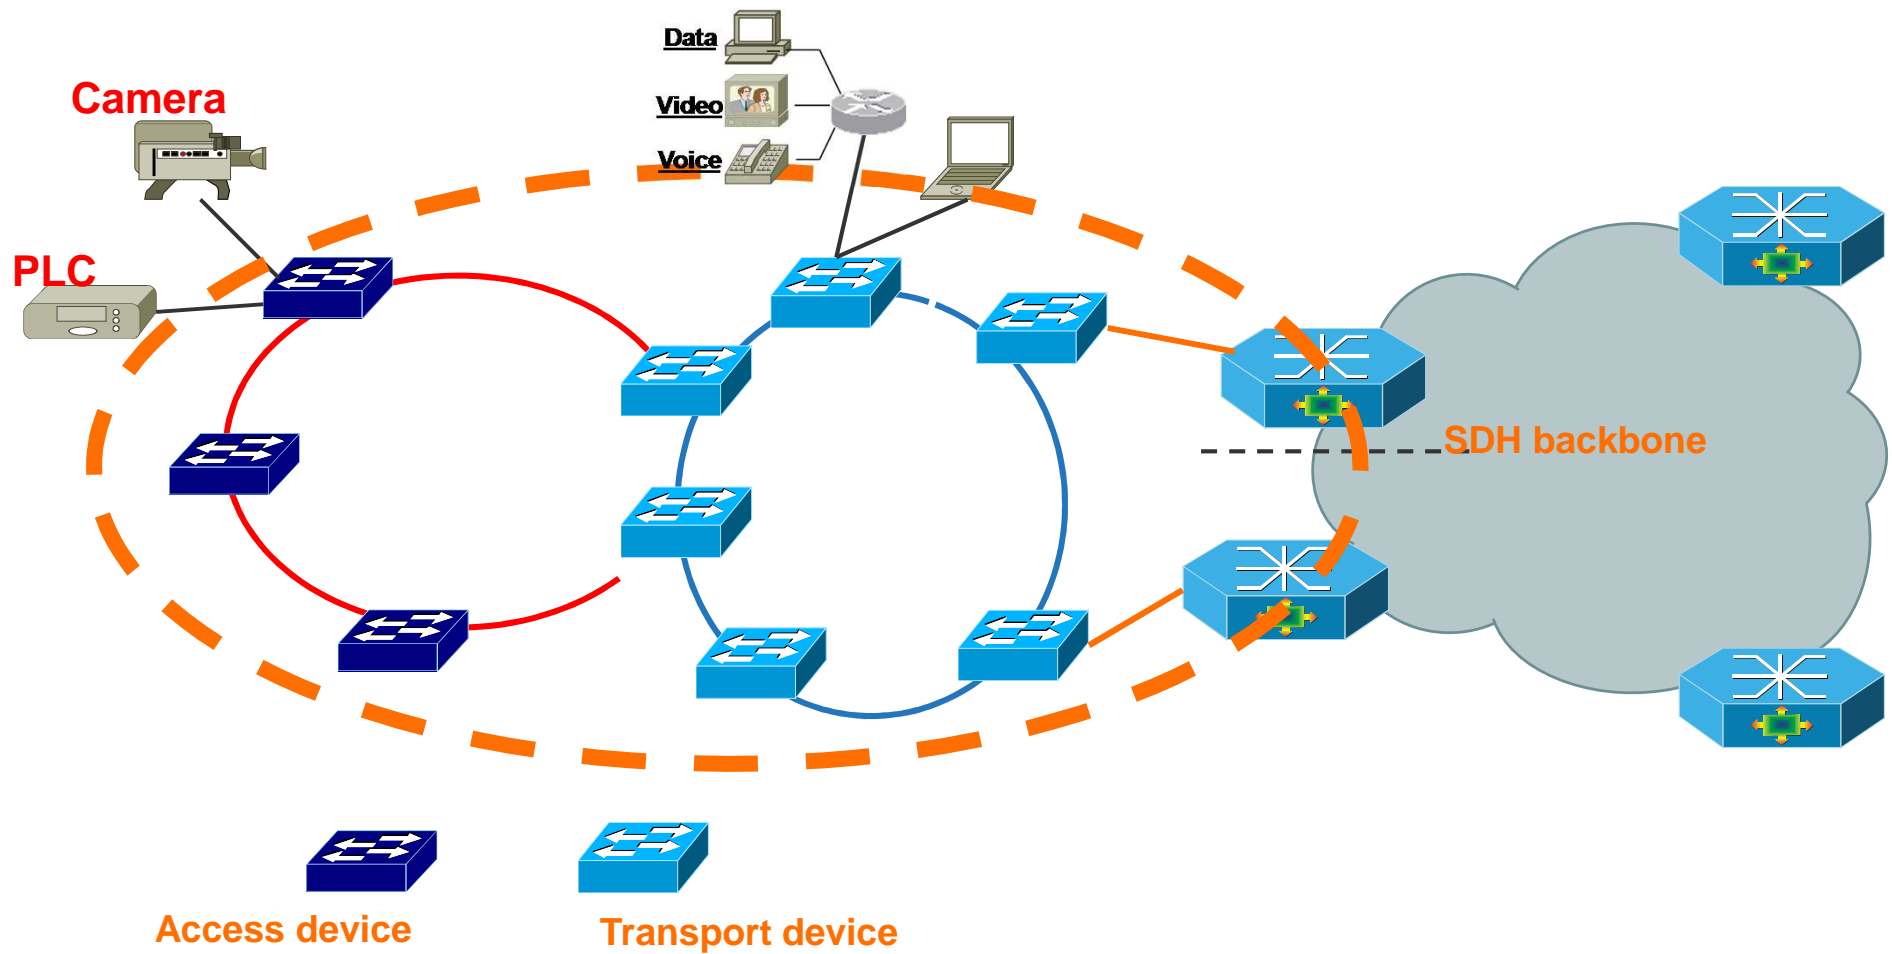 Data
Camera
Video
Voice
PLC
SDH backbone
Access device
Transport device